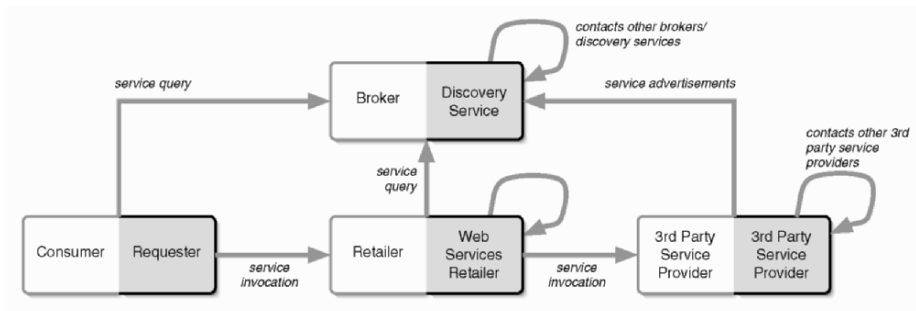 contacts other brokers/
discovery services
service query
Broker
Discovery
Service
service advertisements
contacts other 3rd
party service
providers
service
query
Consumer
Requester
service
invocation
Retailer
Web
Services
Retailer
service
invocation
3rd Party
Service
Provider
3rd Party
Service
Provider